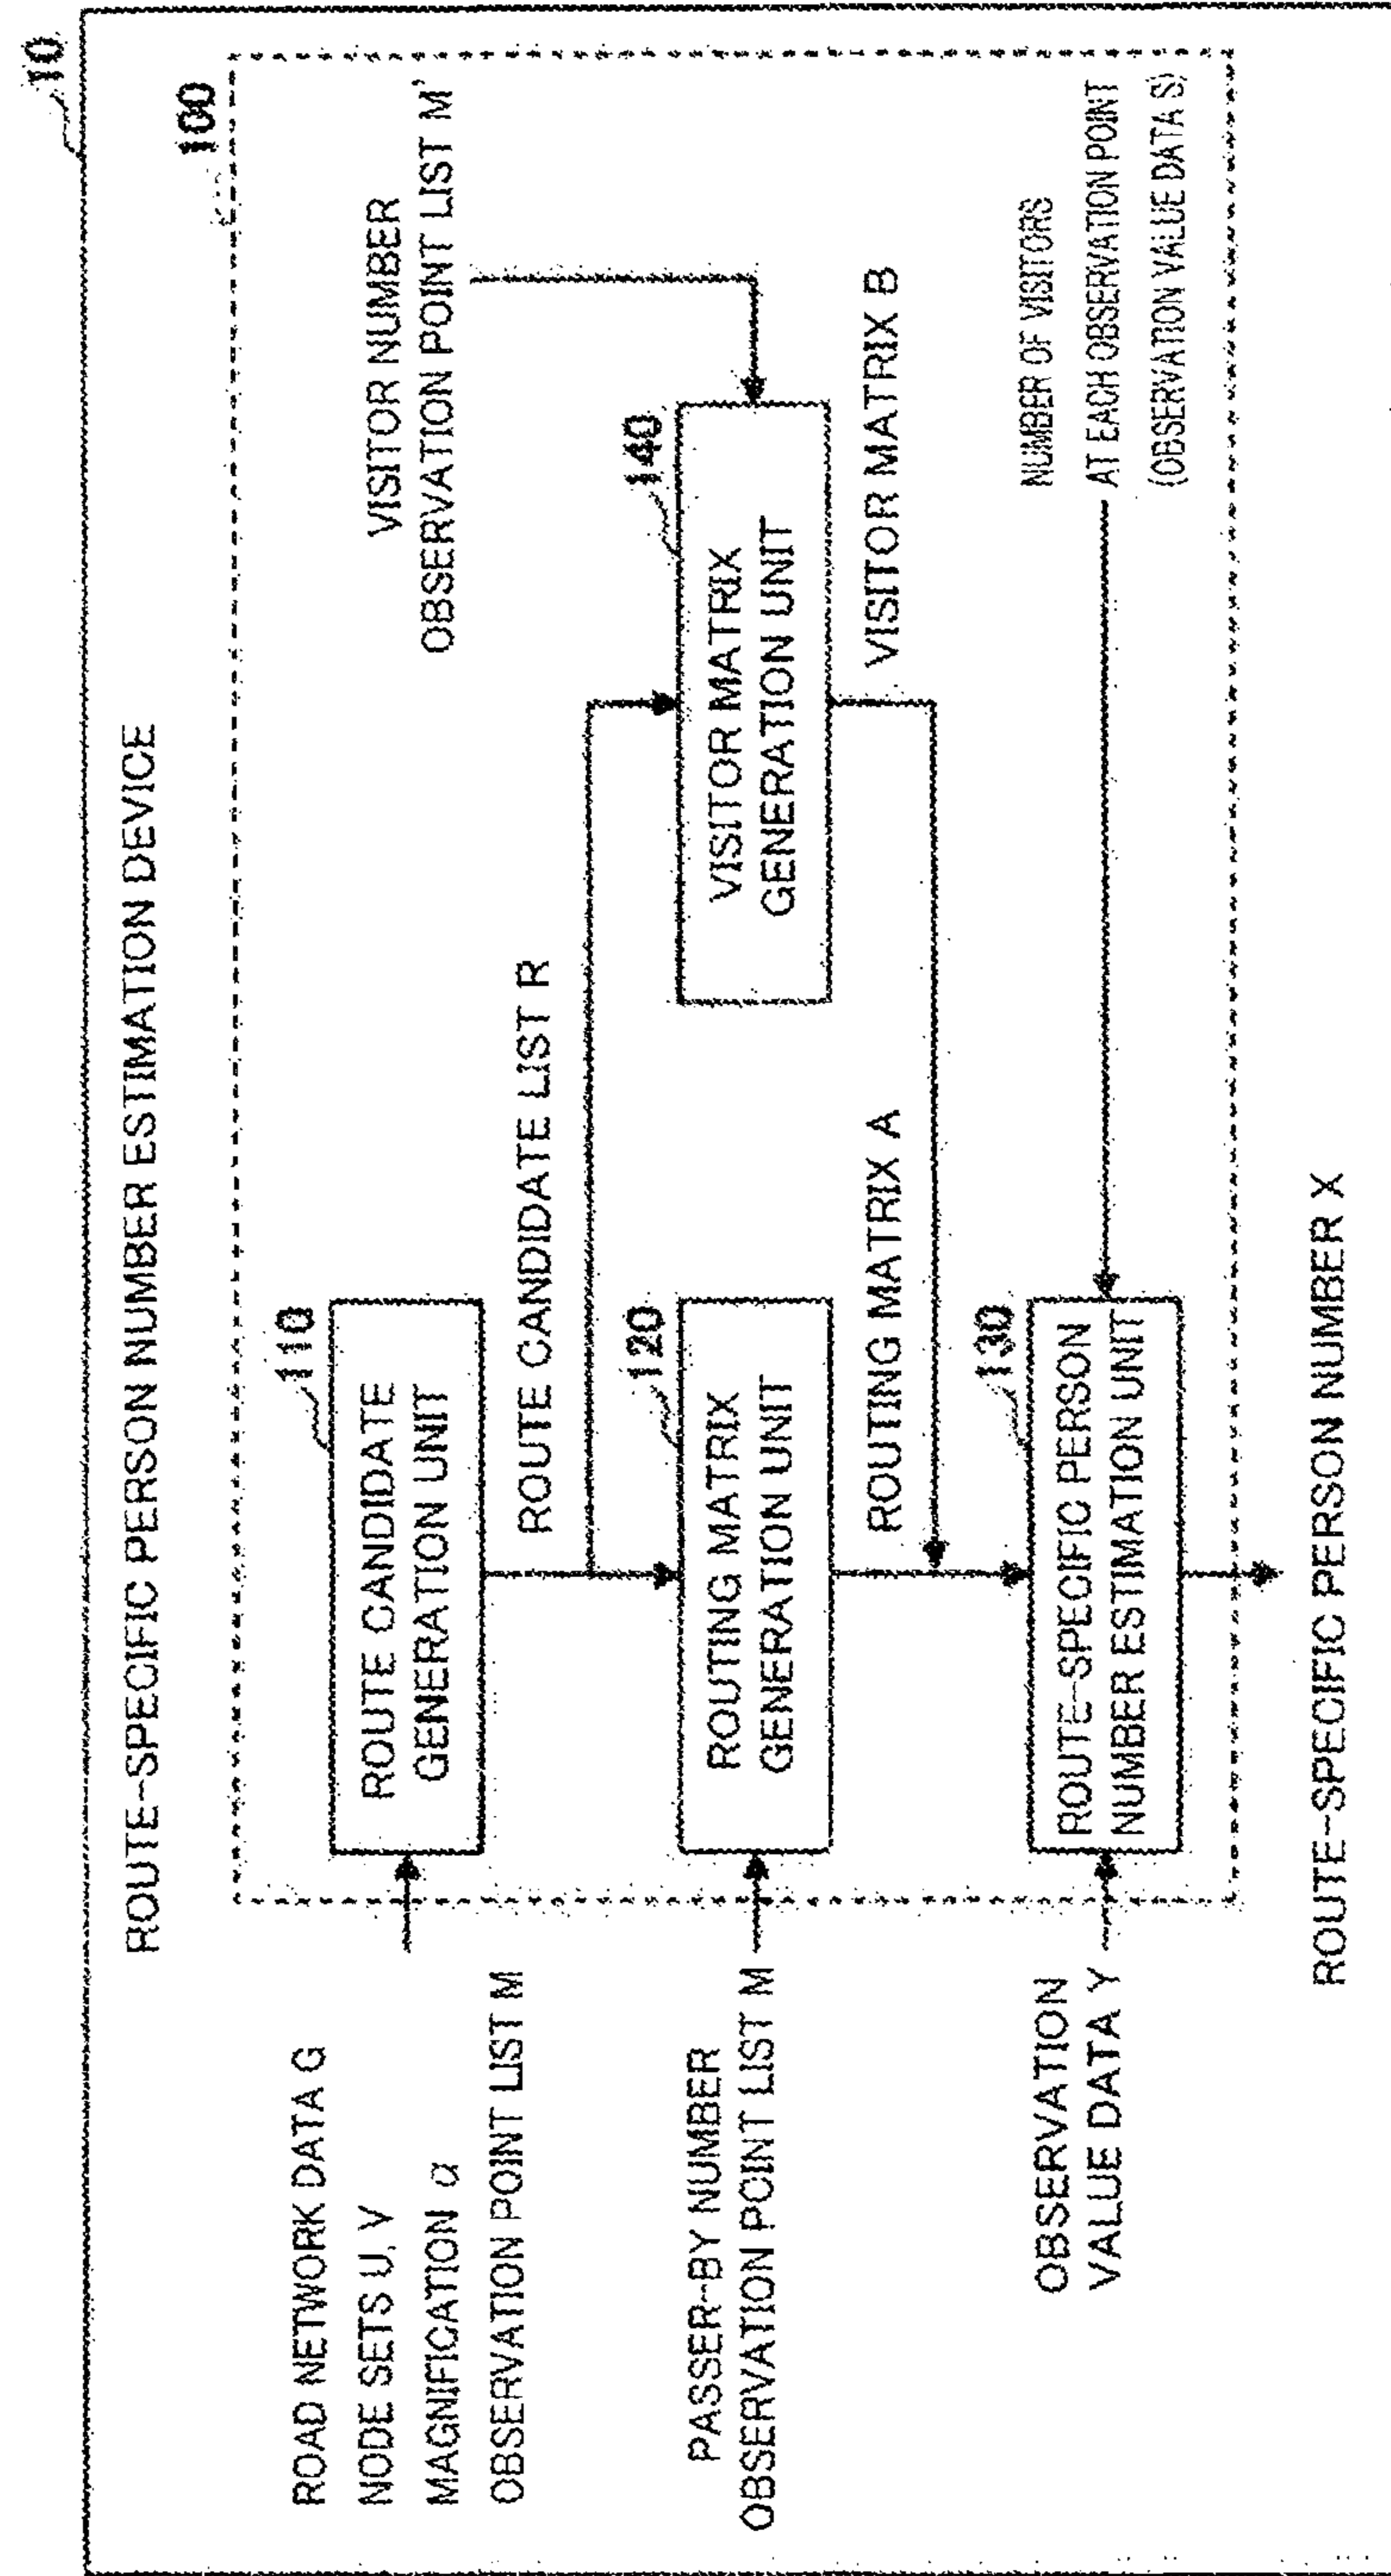 10
ROUTE-SPECIFIC PERSON NUMBER ESTIMATION DEVICE
100
ROAD NETWORK DATA G
NODE SETS U, V
MAGNIFICATION α
OBSERVATION POINT LIST M
110
ROUTE CANDIDATE
GENERATION UNIT
VISITOR NUMBER
OBSERVATION POINT LIST M'
ROUTE CANDIDATE LIST R
PASSER-BY NUMBER
OBSERVATION POINT LIST M
120
ROUTING MATRIX
GENERATION UNIT
140
VISITOR MATRIX
GENERATION UNIT
ROUTING MATRIX A
VISITOR MATRIX B
OBSERVATION
VALUE DATA Y
130
ROUTE-SPECIFIC PERSON
NUMBER ESTIMATION UNIT
NUMBER OF VISITORS
AT EACH OBSERVATION POINT
(OBSERVATION VALUE DATA S)
ROUTE-SPECIFIC PERSON NUMBER X